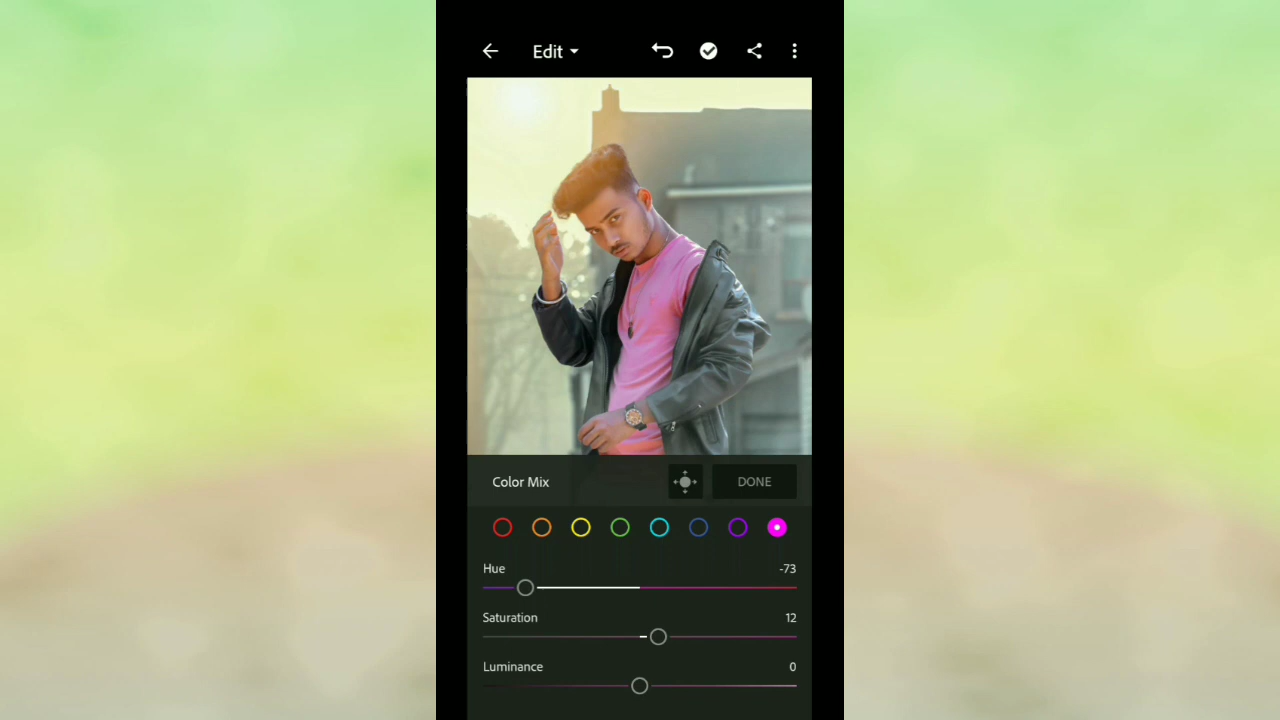 Edit
Color Mix
DONE
Hue
-73
Saturation
12
Luminance
0